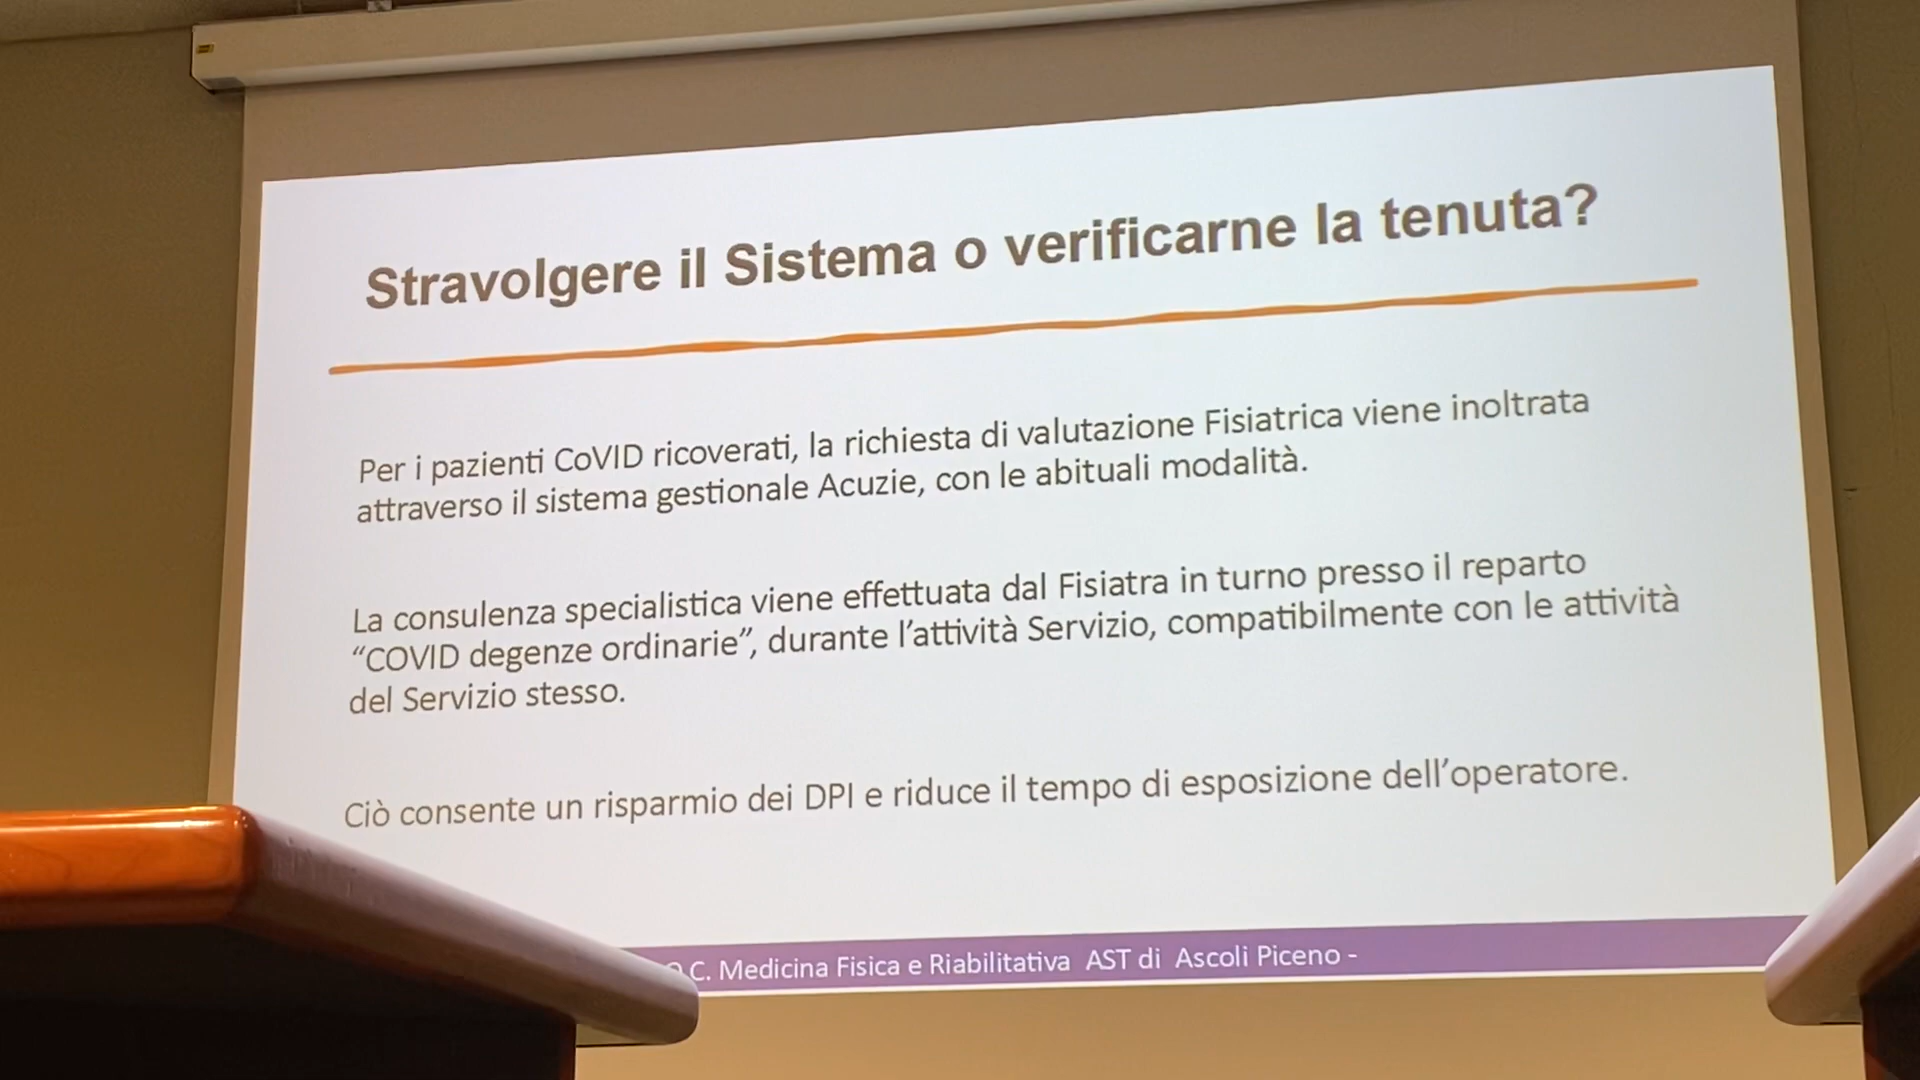 Stravolgere il Sistema o verificarne la tenuta?
Per i pazienti CoVID ricoverati, la richiesta di valutazione Fisiatrica viene inoltrata
attraverso il sistema gestionale Acuzie, con le abituali modalità.
La consulenza specialistica viene effettuata dal Fisiatra in turno presso il reparto
“COVID degenze ordinarie”, durante l’attività Servizio, compatibilmente con le attività
del Servizio stesso.
Ciò consente un risparmio dei DPI e riduce il tempo di esposizione dell’operatore.
C. Medicina Fisica e Riabilitativa AST di Ascoli Piceno -